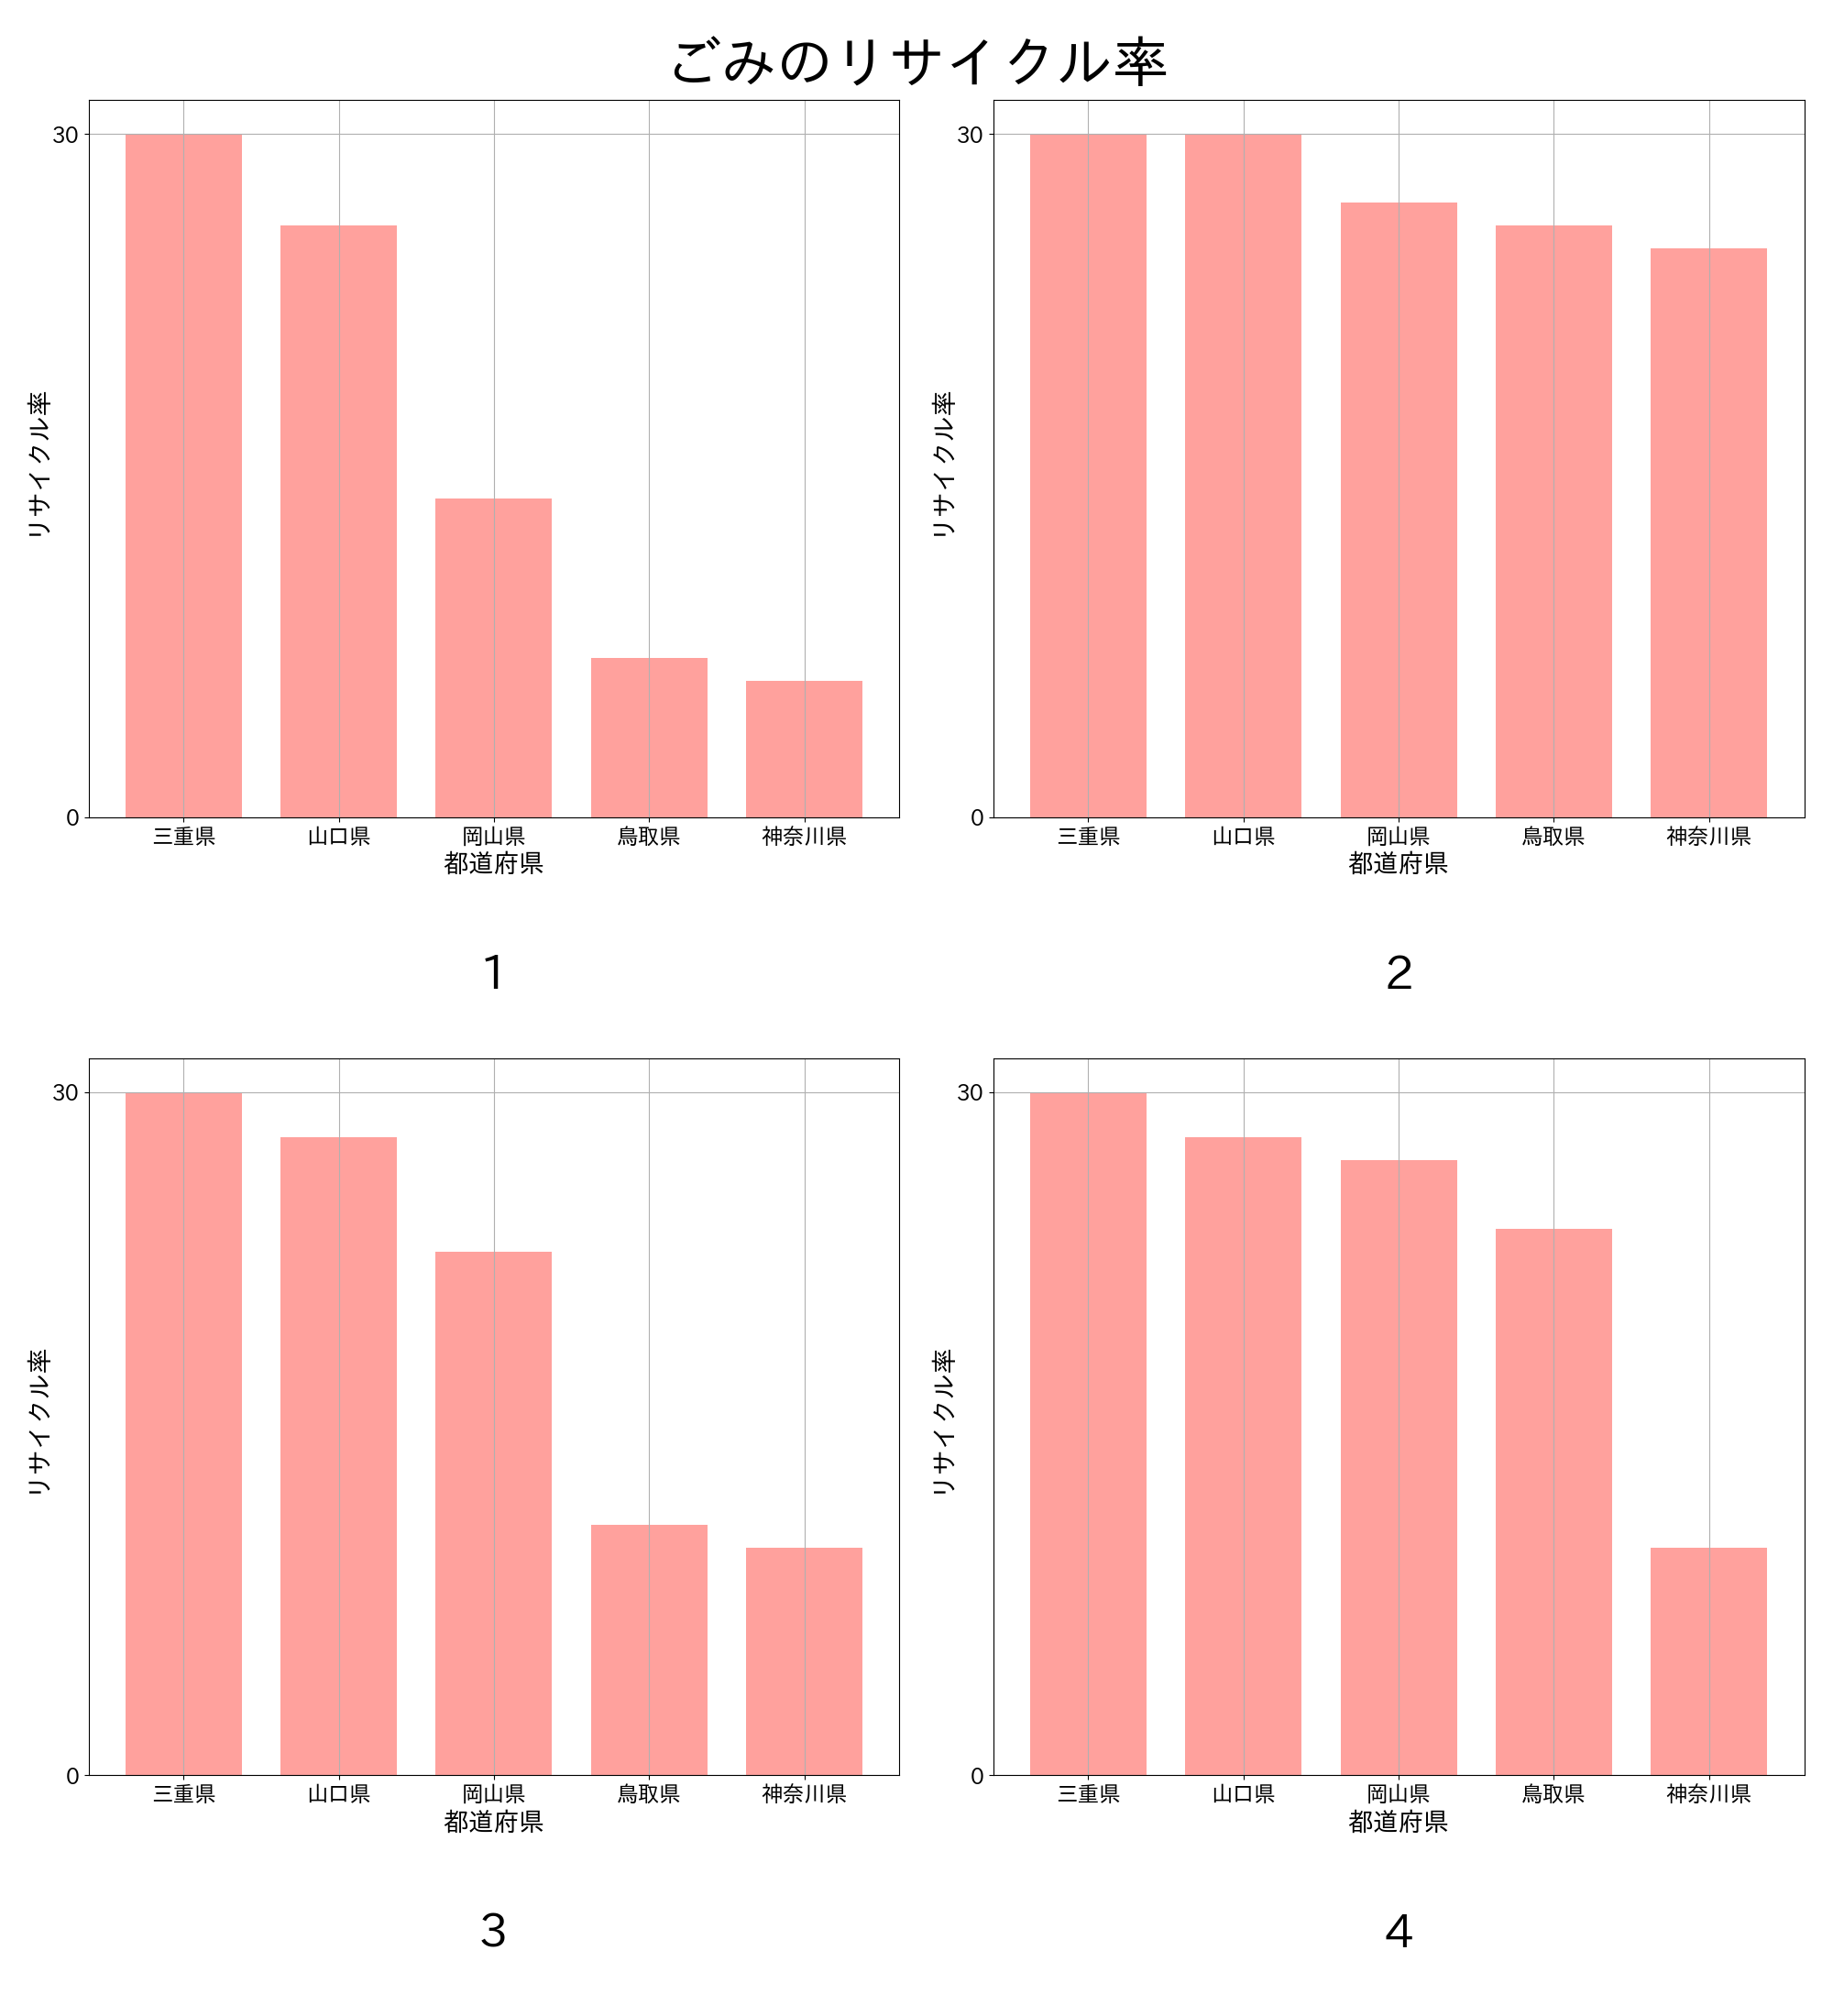 ごみのリサイクル率
30
0
リサイクル率
三重県 山口県 岡山県 鳥取県 神奈川県
都道府県
1
30
0
リサイクル率
三重県 山口県 岡山県 鳥取県 神奈川県
都道府県
2
30
0
リサイクル率
三重県 山口県 岡山県 鳥取県 神奈川県
都道府県
3
30
0
リサイクル率
三重県 山口県 岡山県 鳥取県 神奈川県
都道府県
4